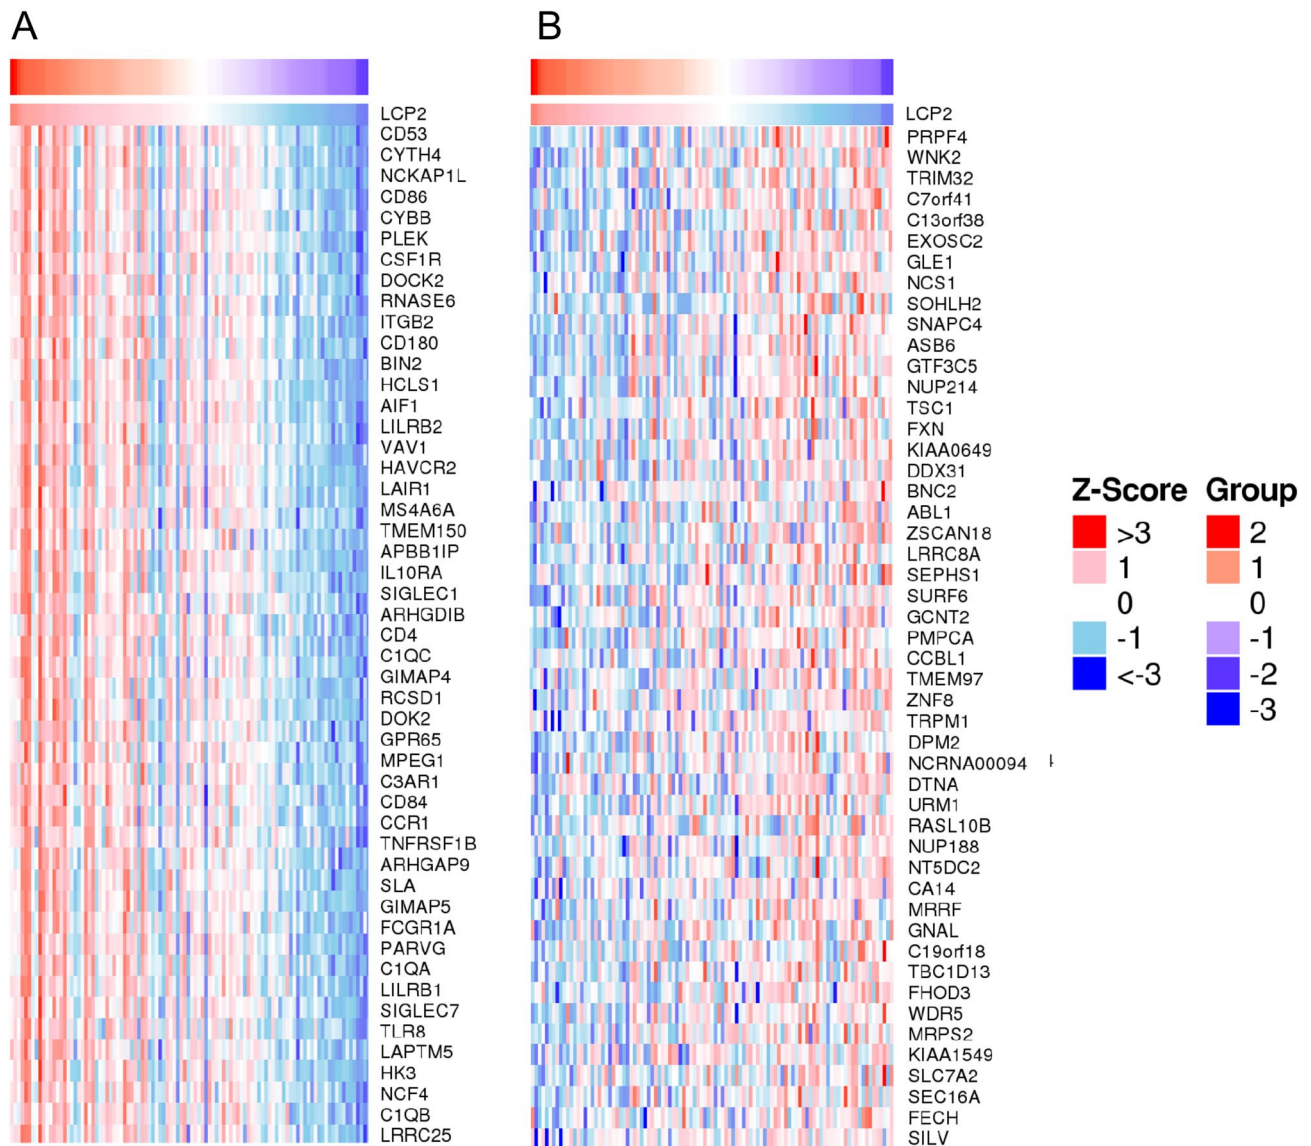 A
B
LCP2
CD53
CYTH4
NCKAP1L
CD86
CYBB
PLEK
CSF1R
DOCK2
RNASE6
ITGB2
CD180
BIN2
HCLS1
AIF1
LILRB2
VAV1
HAVCR2
LAIR1
MS4A6A
TMEM150
APBB1IP
IL10RA
SIGLEC1
ARHGDIB
CD4
C1QC
GIMAP4
RCSD1
DOK2
GPR65
MPEG1
C3AR1
CD84
CCR1
TNFRSF1B
ARHGAP9
SLA
GIMAP5
FCGR1A
PARVG
C1QA
LILRB1
SIGLEC7
TLR8
LAPTM5
HK3
NCF4
C1QB
LRRC25
LCP2
PRPF4
WNK2
TRIM32
C7orf41
C13orf38
EXOSC2
GLE1
NCS1
SOHLH2
SNAPC4
ASB6
GTF3C5
NUP214
TSC1
FXN
KIAA0649
DDX31
BNC2
ABL1
ZSCAN18
LRRC8A
SEPHS1
SURF6
GCNT2
PMPCA
CCBL1
TMEM97
ZNF8
TRPM1
DPM2
NCRNA00094
DTNA
URM1
RASL10B
NUP188
NT5DC2
CA14
MRRF
GNAL
C19orf18
TBC1D13
FHOD3
WDR5
MRPS2
KIAA1549
SLC7A2
SEC16A
FECH
SILV
Z-Score
>3
1
0
-1
<-3
Group
2
1
0
-1
-2
-3